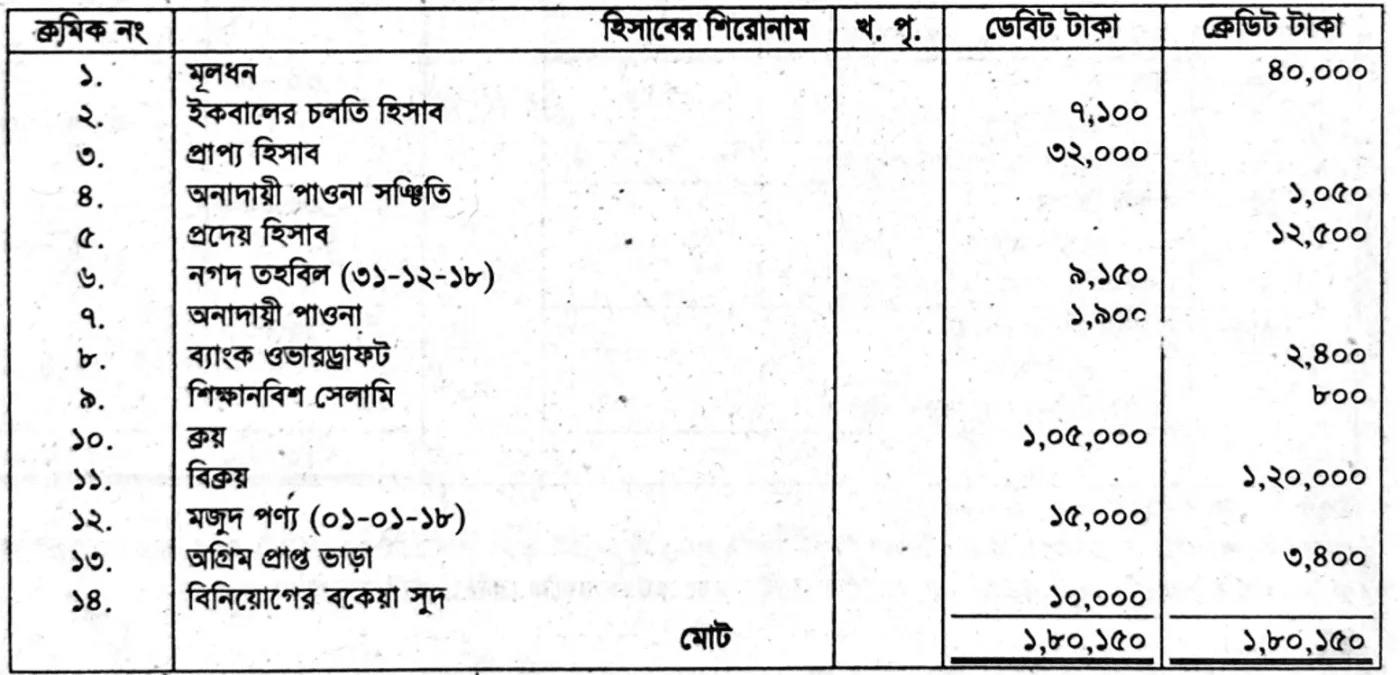 ক্রমিক নং হিসাবের শিরোনাম খ. পৃ. ডেবিট টাকা ক্রেডিট টাকা
১. মূলধন ৪০,০০০
২. ইকবালের চলতি হিসাব ৭,১০০
৩. প্রাপ্য হিসাব ৩২,০০০
৪. অনাদায়ী পাওনা সঞ্চিতি ১,০৫০
৫. প্রদেয় হিসাব ১২,৫০০
৬. নগদ তহবিল (৩১-১২-১৮) ৯,১৫০
৭. অনাদায়ী পাওনা ১,৯০০
৮. ব্যাংক ওভারড্রাফট ২,৪০০
৯. শিক্ষানবিশ সেলামি ৮০০
১০. ক্রয় ১,০৫,০০০
১১. বিক্রয় ১,২০,০০০
১২. মজুদ পণ্য (০১-০১-১৮) ১৫,০০০
১৩. অগ্রিম প্রাপ্ত ভাড়া ৩,৪০০
১৪. বিনিয়োগের বকেয়া সুদ ১০,০০০
মোট ১,৮০,১৫০ ১,৮০,১৫০